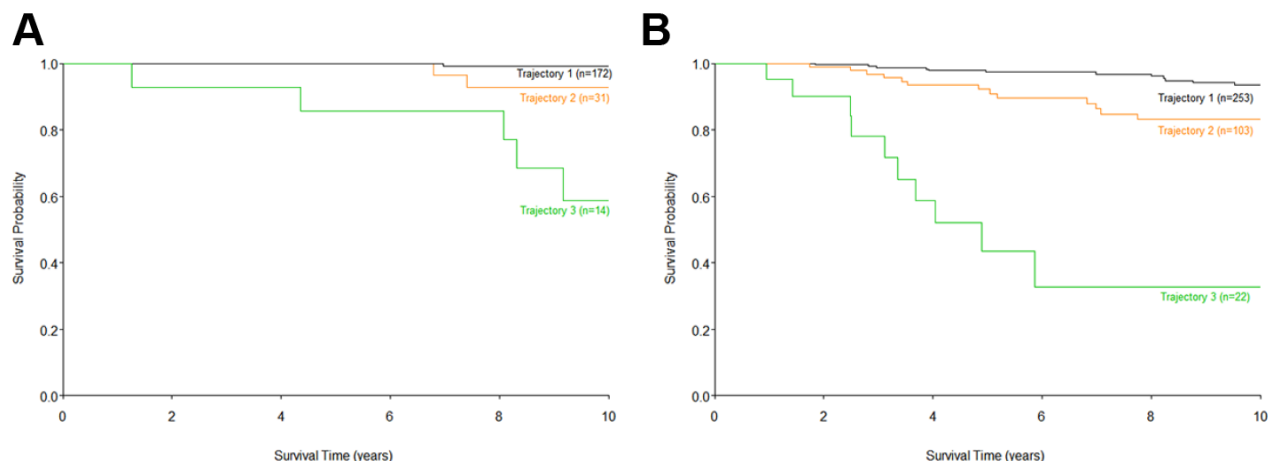 A
1.0
0.8
0.6
0.4
0.2
0.0
Survival Probability
Trajectory 1 (n=172)
Trajectory 2 (n=31)
Trajectory 3 (n=14)
0 2 4 6 8 10
Survival Time (years)
B
1.0
0.8
0.6
0.4
0.2
0.0
Survival Probability
Trajectory 1 (n=253)
Trajectory 2 (n=103)
Trajectory 3 (n=22)
0 2 4 6 8 10
Survival Time (years)